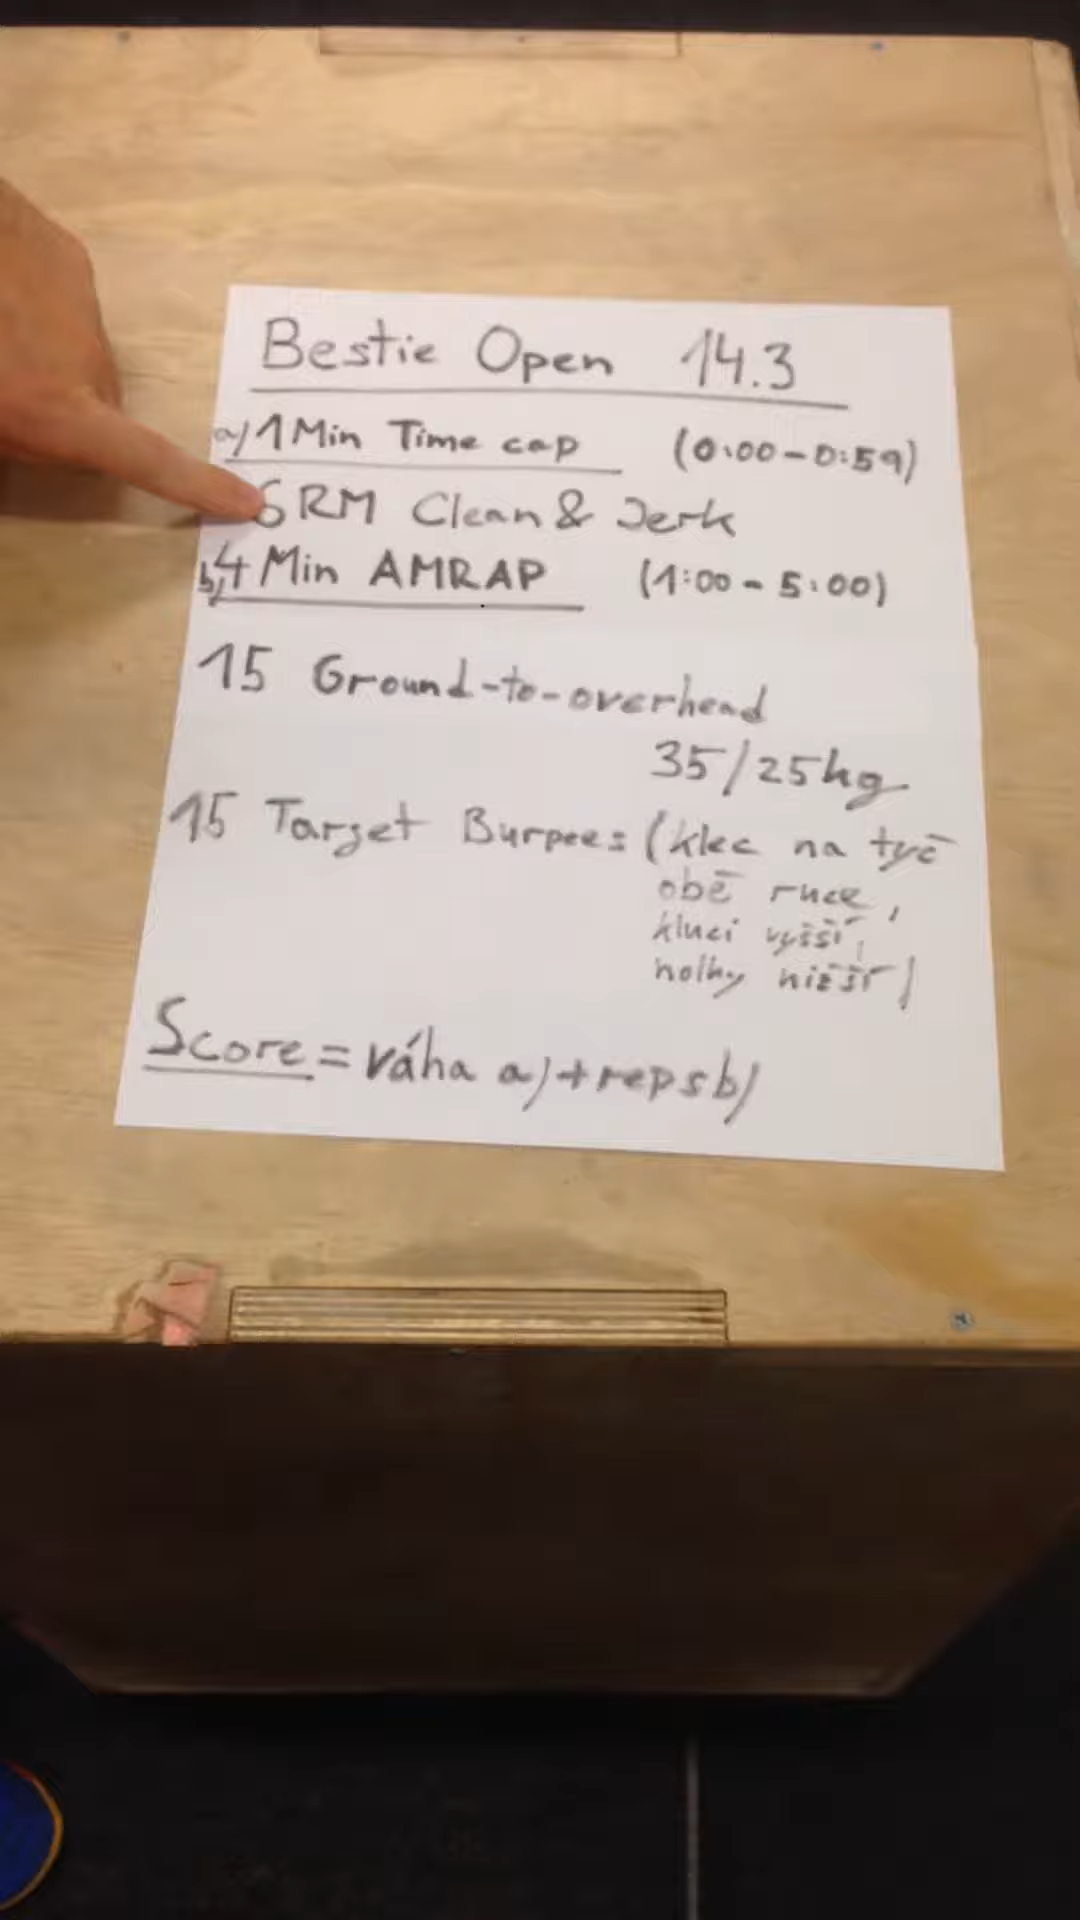 Bestie Open 14.3
a) 1 Min Time cap (0:00-0:59)
6RM Clean & Jerk
b) 4 Min AMRAP (1:00-5:00)
15 Ground-to-overhead
35/25kg
15 Target Burpees (klec na tyč
obě ruce,
kluci vyšší,
holky nižší)
Score = váha a) + reps b)